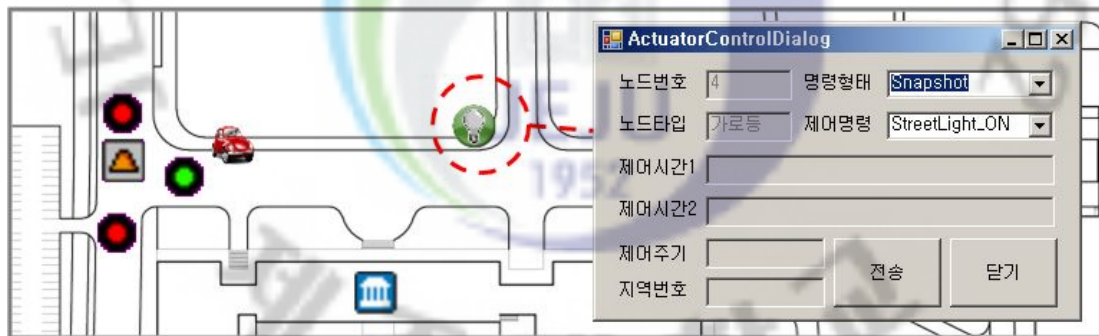 ActuatorControlDialog
노드번호 4 명령형태 Snapshot
노드타입 가로등 제어명령 StreetLight_ON
제어시간1
제어시간2
제어주기
지역번호
전송 닫기
EJU
1952